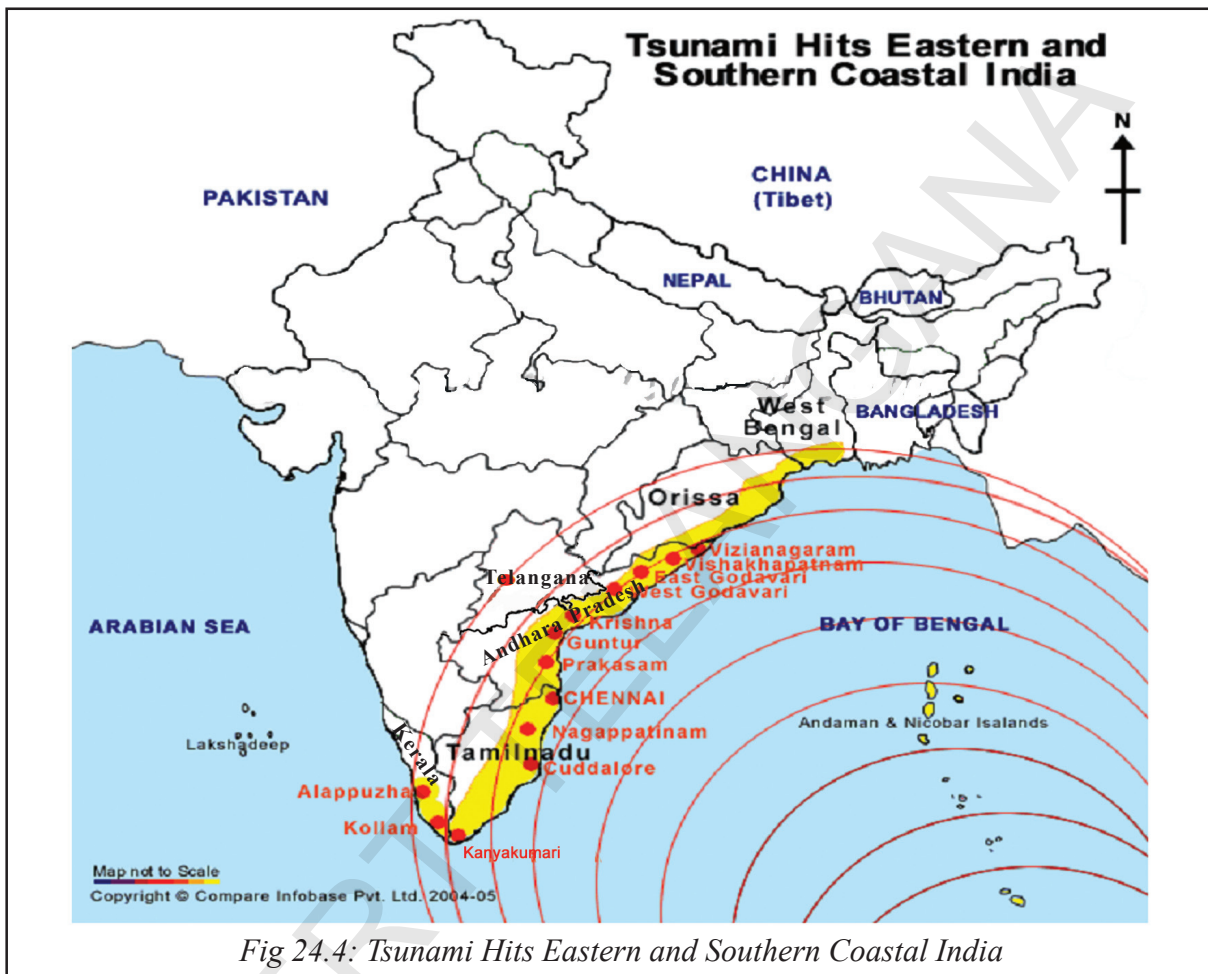 Tsunami Hits Eastern and
Southern Coastal India
N
CHINA
(Tibet)
PAKISTAN
NEPAL
BHUTAN
West
Bengal
BANGLADESH
Orissa
Vizianagaram
Vishakhapatnam
Telangana
East Godavari
West Godavari
ARABIAN SEA
Andhara Pradesh
Krishna
BAY OF BENGAL
Guntur
Prakasam
CHENNAI
Andaman & Nicobar Isalands
Nagappatinam
Lakshadeep
Kerala
Tamilnadu
Cuddalore
Alappuzha
Kollam
Kanyakumari
Map not to Scale
Copyright © Compare Infobase Pvt. Ltd. 2004-05
Fig 24.4: Tsunami Hits Eastern and Southern Coastal India